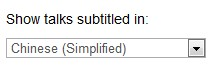 Show talks subtitled in:
Chinese (Simplified)